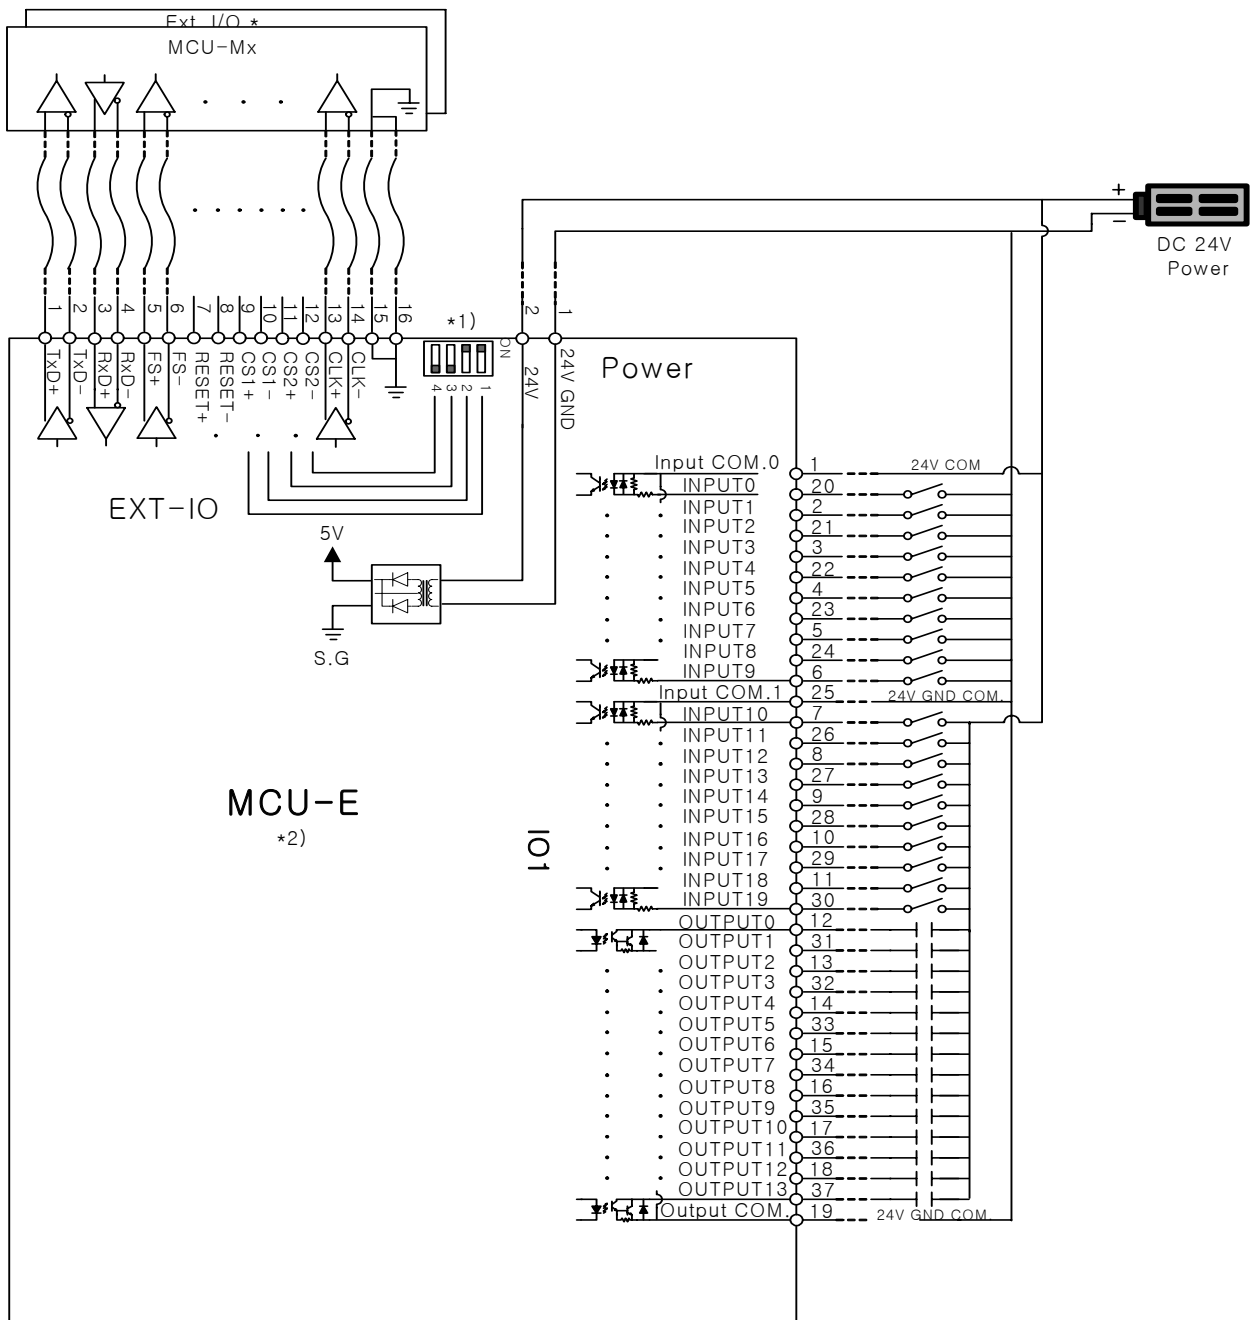 Ext. I/O *
MCU-Mx
+
−
DC 24V
Power
1 2 3 4 5 6 7 8 9 10 11 12 13 14 15 16
*1)
2 1
ON
TxD+
TxD-
RxD+
RxD-
FS+
FS-
RESET+
RESET-
CS1+
CS1-
CS2+
CS2-
CLK+
CLK-
4 3 2 1
24V
24V GND
Power
EXT-IO
5V
S.G
MCU-E
*2)
IO1
Input COM.0 1 24V COM
INPUT0 20
INPUT1 2
INPUT2 21
INPUT3 3
INPUT4 22
INPUT5 4
INPUT6 23
INPUT7 5
INPUT8 24
INPUT9 6
Input COM.1 25 24V GND COM.
INPUT10 7
INPUT11 26
INPUT12 8
INPUT13 27
INPUT14 9
INPUT15 28
INPUT16 10
INPUT17 29
INPUT18 11
INPUT19 30
OUTPUT0 12
OUTPUT1 31
OUTPUT2 13
OUTPUT3 32
OUTPUT4 14
OUTPUT5 33
OUTPUT6 15
OUTPUT7 34
OUTPUT8 16
OUTPUT9 35
OUTPUT10 17
OUTPUT11 36
OUTPUT12 18
OUTPUT13 37
Output COM. 19 24V GND COM.